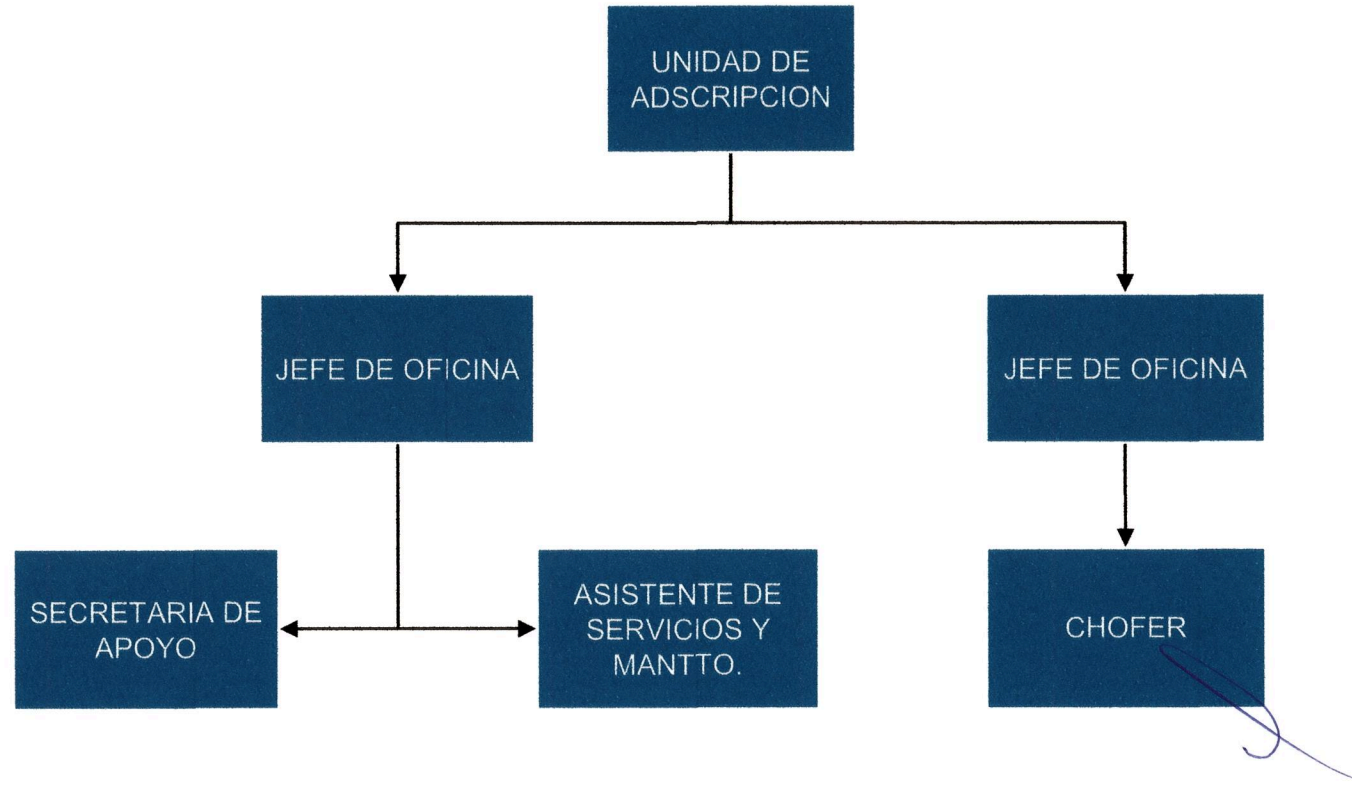 UNIDAD DE
ADSCRIPCION
JEFE DE OFICINA
JEFE DE OFICINA
SECRETARIA DE
APOYO
ASISTENTE DE
SERVICIOS Y
MANTTO.
CHOFER